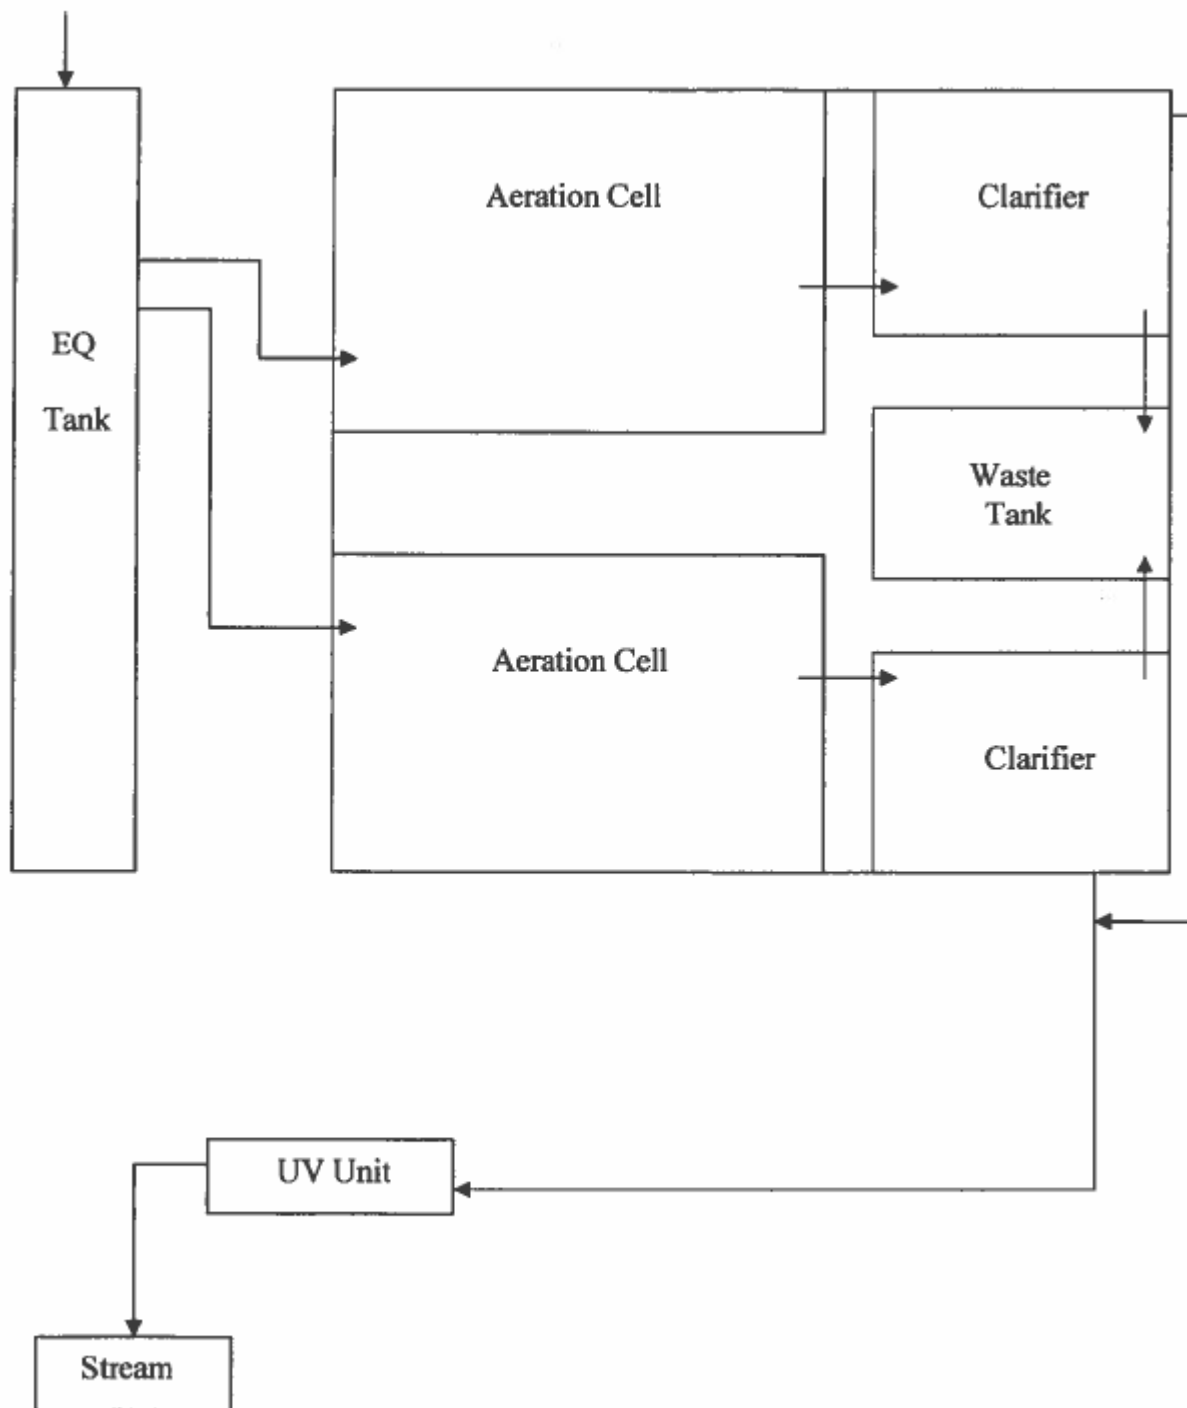 Aeration Cell
Clarifier
EQ
Tank
Waste
Tank
Aeration Cell
Clarifier
UV Unit
Stream